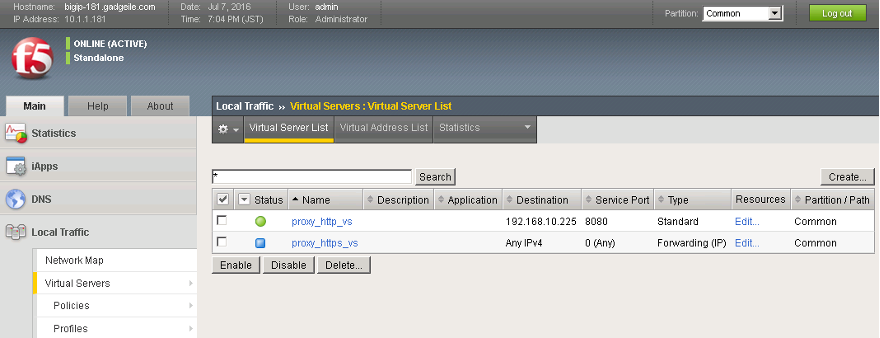 Hostname: bigip-181.gadgeile.com Date: Jul 7, 2016 User: admin
IP Address: 10.1.1.181 Time: 7:04 PM (JST) Role: Administrator
Partition: Common Log out
f5
ONLINE (ACTIVE)
Standalone
Main Help About
Statistics
iApps
DNS
Local Traffic
Network Map
Virtual Servers
Policies
Profiles
Local Traffic ›› Virtual Servers : Virtual Server List
Virtual Server List Virtual Address List Statistics
* Search Create...
Status Name Description Application Destination Service Port Type Resources Partition / Path
proxy_http_vs 192.168.10.225 8080 Standard Edit... Common
proxy_https_vs Any IPv4 0 (Any) Forwarding (IP) Edit... Common
Enable Disable Delete...